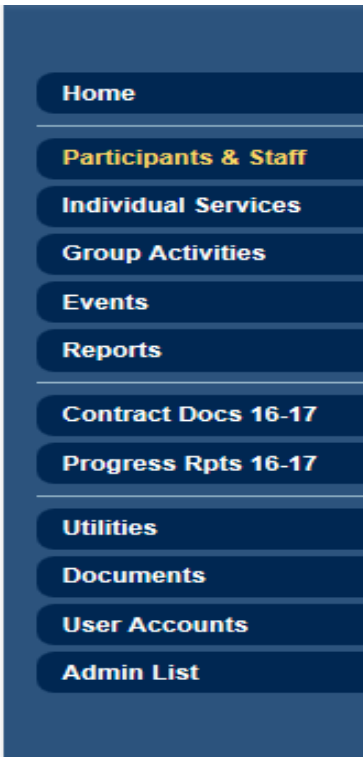 Home
Participants & Staff
Individual Services
Group Activities
Events
Reports
Contract Docs 16-17
Progress Rpts 16-17
Utilities
Documents
User Accounts
Admin List